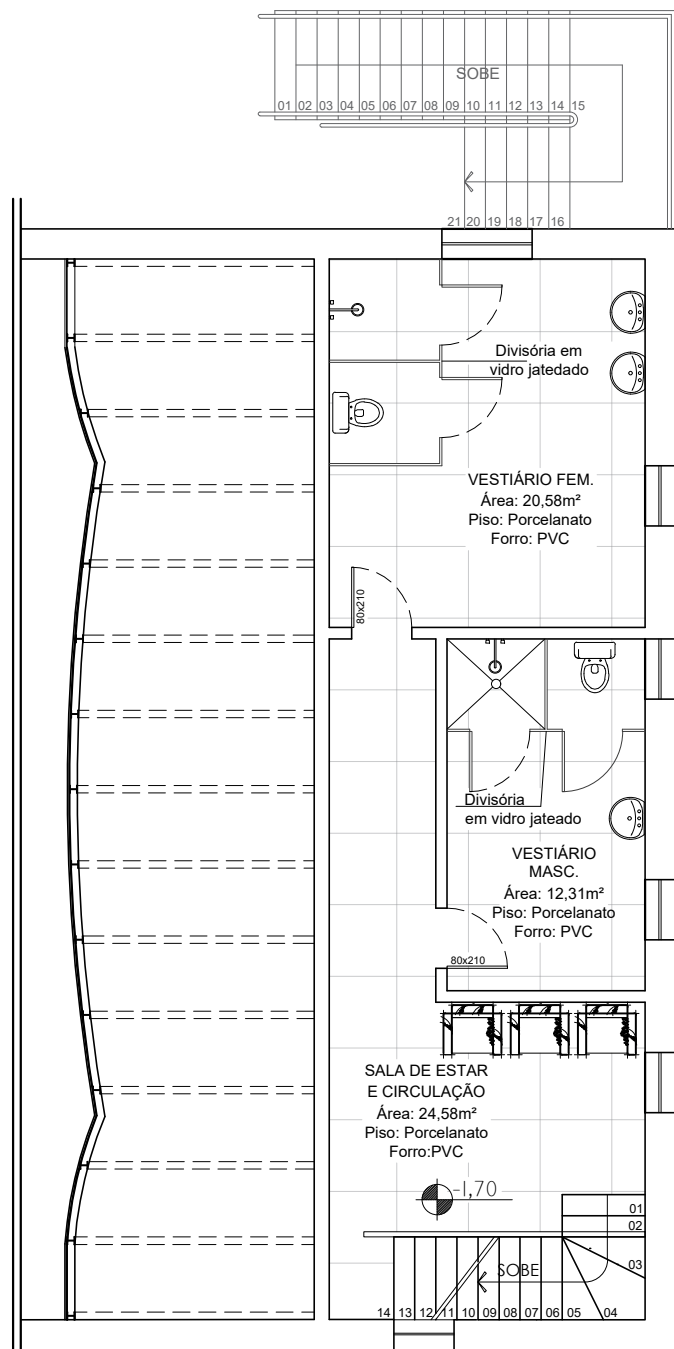 SOBE
01 02 03 04 05 06 07 08 09 10 11 12 13 14 15
21 20 19 18 17 16
Divisória em
vidro jatedado
VESTIÁRIO FEM.
Área: 20,58m²
Piso: Porcelanato
Forro: PVC
80x210
Divisória
em vidro jateado
VESTIÁRIO
MASC.
Área: 12,31m²
Piso: Porcelanato
Forro: PVC
80x210
SALA DE ESTAR
E CIRCULAÇÃO
Área: 24,58m²
Piso: Porcelanato
Forro:PVC
-1,70
01
02
03
SOBE
14 13 12 11 10 09 08 07 06 05 04